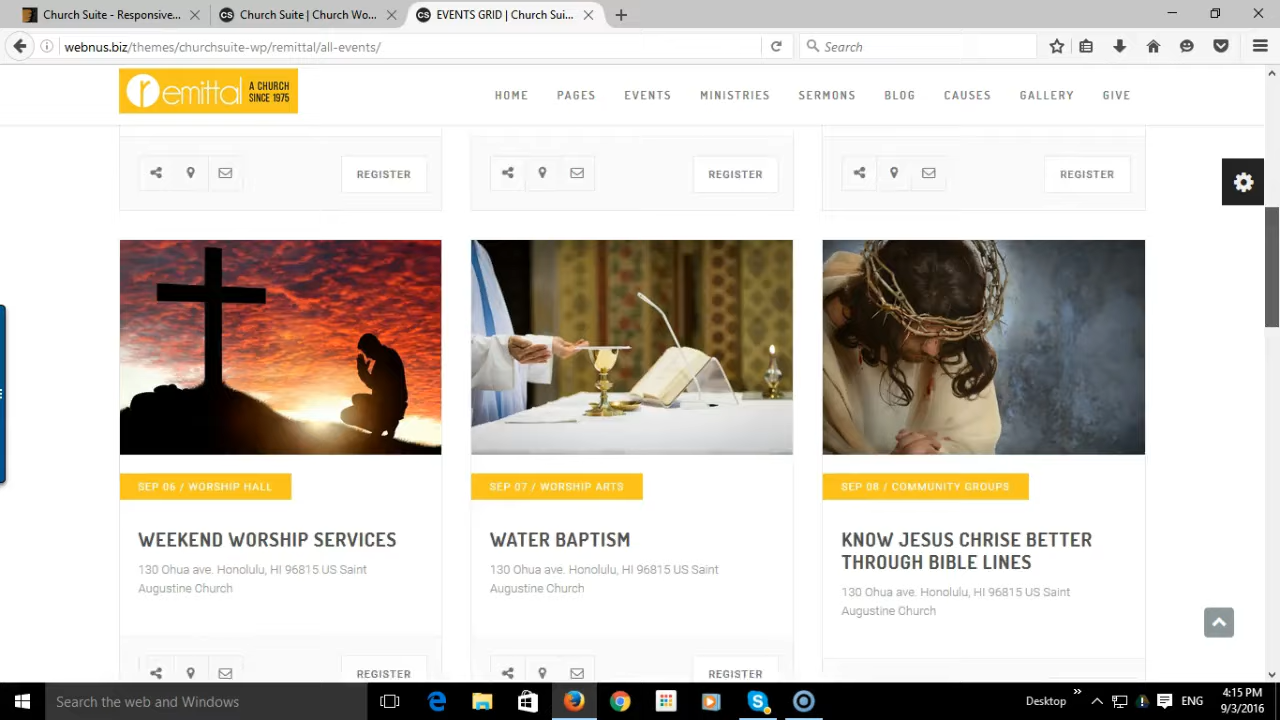 Church Suite - Responsive...
Church Suite | Church Wo...
EVENTS GRID | Church Sui...
webnus.biz/themes/churchsuite-wp/remittal/all-events/
Search
remittal
A CHURCH
SINCE 1975
HOME PAGES EVENTS MINISTRIES SERMONS BLOG CAUSES GALLERY GIVE
REGISTER
REGISTER
REGISTER
SEP 06 / WORSHIP HALL
WEEKEND WORSHIP SERVICES
130 Ohua ave. Honolulu, HI 96815 US Saint
Augustine Church
REGISTER
SEP 07 / WORSHIP ARTS
WATER BAPTISM
130 Ohua ave. Honolulu, HI 96815 US Saint
Augustine Church
REGISTER
SEP 08 / COMMUNITY GROUPS
KNOW JESUS CHRISE BETTER
THROUGH BIBLE LINES
130 Ohua ave. Honolulu, HI 96815 US Saint
Augustine Church
Search the web and Windows
Desktop
ENG
4:15 PM
9/3/2016